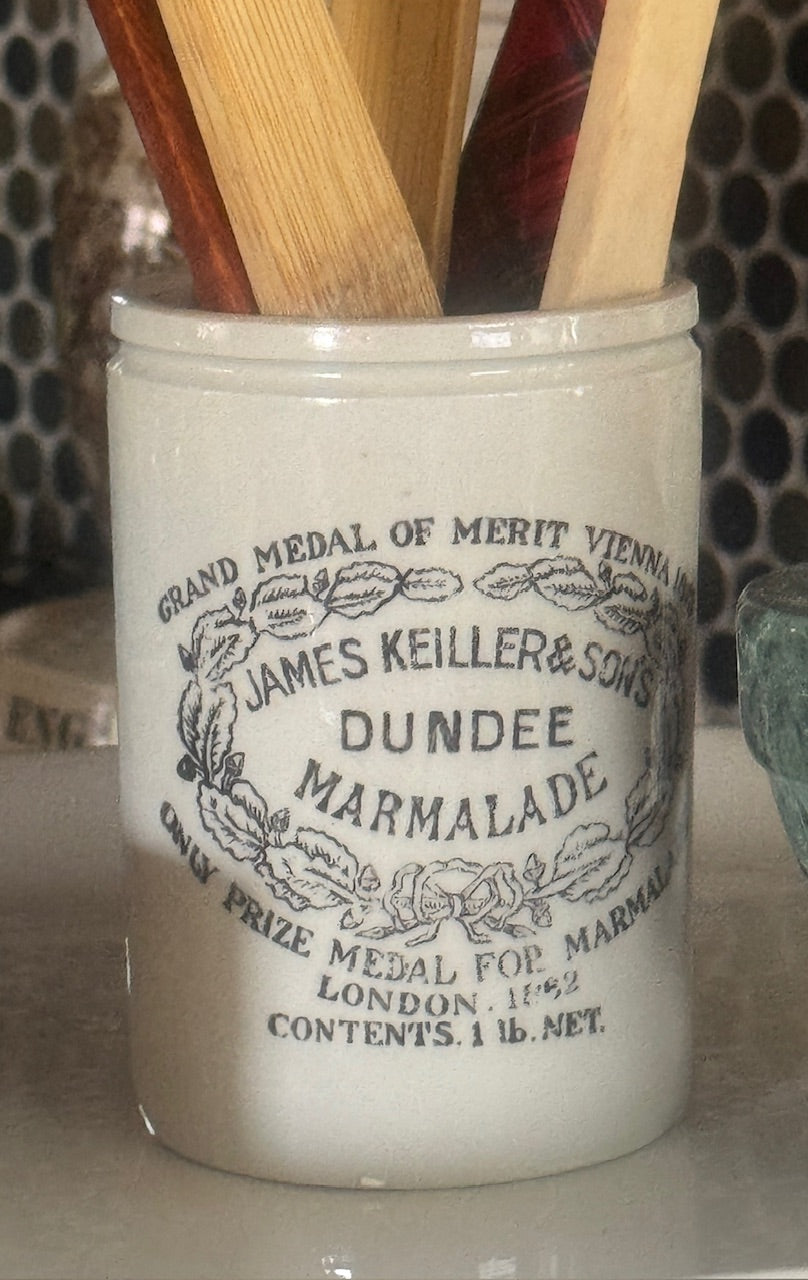 GRAND MEDAL OF MERIT VIENNA
JAMES KEILLER & SONS
DUNDEE
MARMALADE
ONLY PRIZE MEDAL FOR
LONDON.
CONTENTS. 1 lb. NET.
ENG